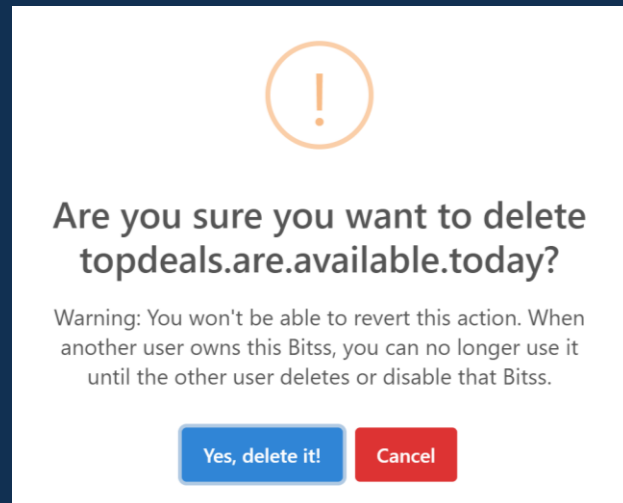 !
Are you sure you want to delete
topdeals.are.available.today?
Warning: You won't be able to revert this action. When
another user owns this Bitss, you can no longer use it
until the other user deletes or disable that Bitss.
Yes, delete it!
Cancel